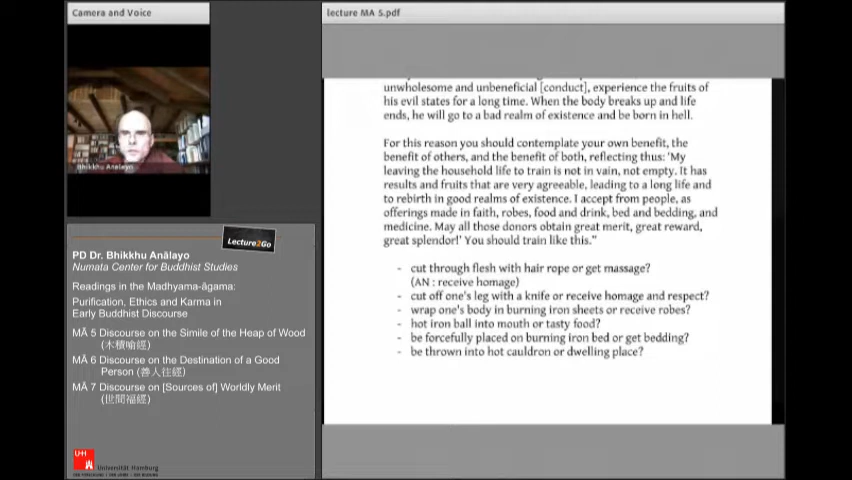 Camera and Voice
Bhikkhu Anālayo
Lecture2Go
PD Dr. Bhikkhu Anālayo
Numata Center for Buddhist Studies
Readings in the Madhyama-āgama:
Purification, Ethics and Karma in
Early Buddhist Discourse
MĀ 5 Discourse on the Simile of the Heap of Wood
(木積喻經)
MĀ 6 Discourse on the Destination of a Good
Person (善人往經)
MĀ 7 Discourse on [Sources of] Worldly Merit
(世間福經)
UH
Universität Hamburg
lecture MA 5.pdf
unwholesome and unbeneficial [conduct], experience the fruits of
his evil states for a long time. When the body breaks up and life
ends, he will go to a bad realm of existence and be born in hell.
For this reason you should contemplate your own benefit, the
benefit of others, and the benefit of both, reflecting thus: 'My
leaving the household life to train is not in vain, not empty. It has
results and fruits that are very agreeable, leading to a long life and
to rebirth in good realms of existence. I accept from people, as
offerings made in faith, robes, food and drink, bed and bedding, and
medicine. May all those donors obtain great merit, great reward,
great splendor!' You should train like this."
- cut through flesh with hair rope or get massage?
(AN : receive homage)
- cut off one's leg with a knife or receive homage and respect?
- wrap one's body in burning iron sheets or receive robes?
- hot iron ball into mouth or tasty food?
- be forcefully placed on burning iron bed or get bedding?
- be thrown into hot cauldron or dwelling place?